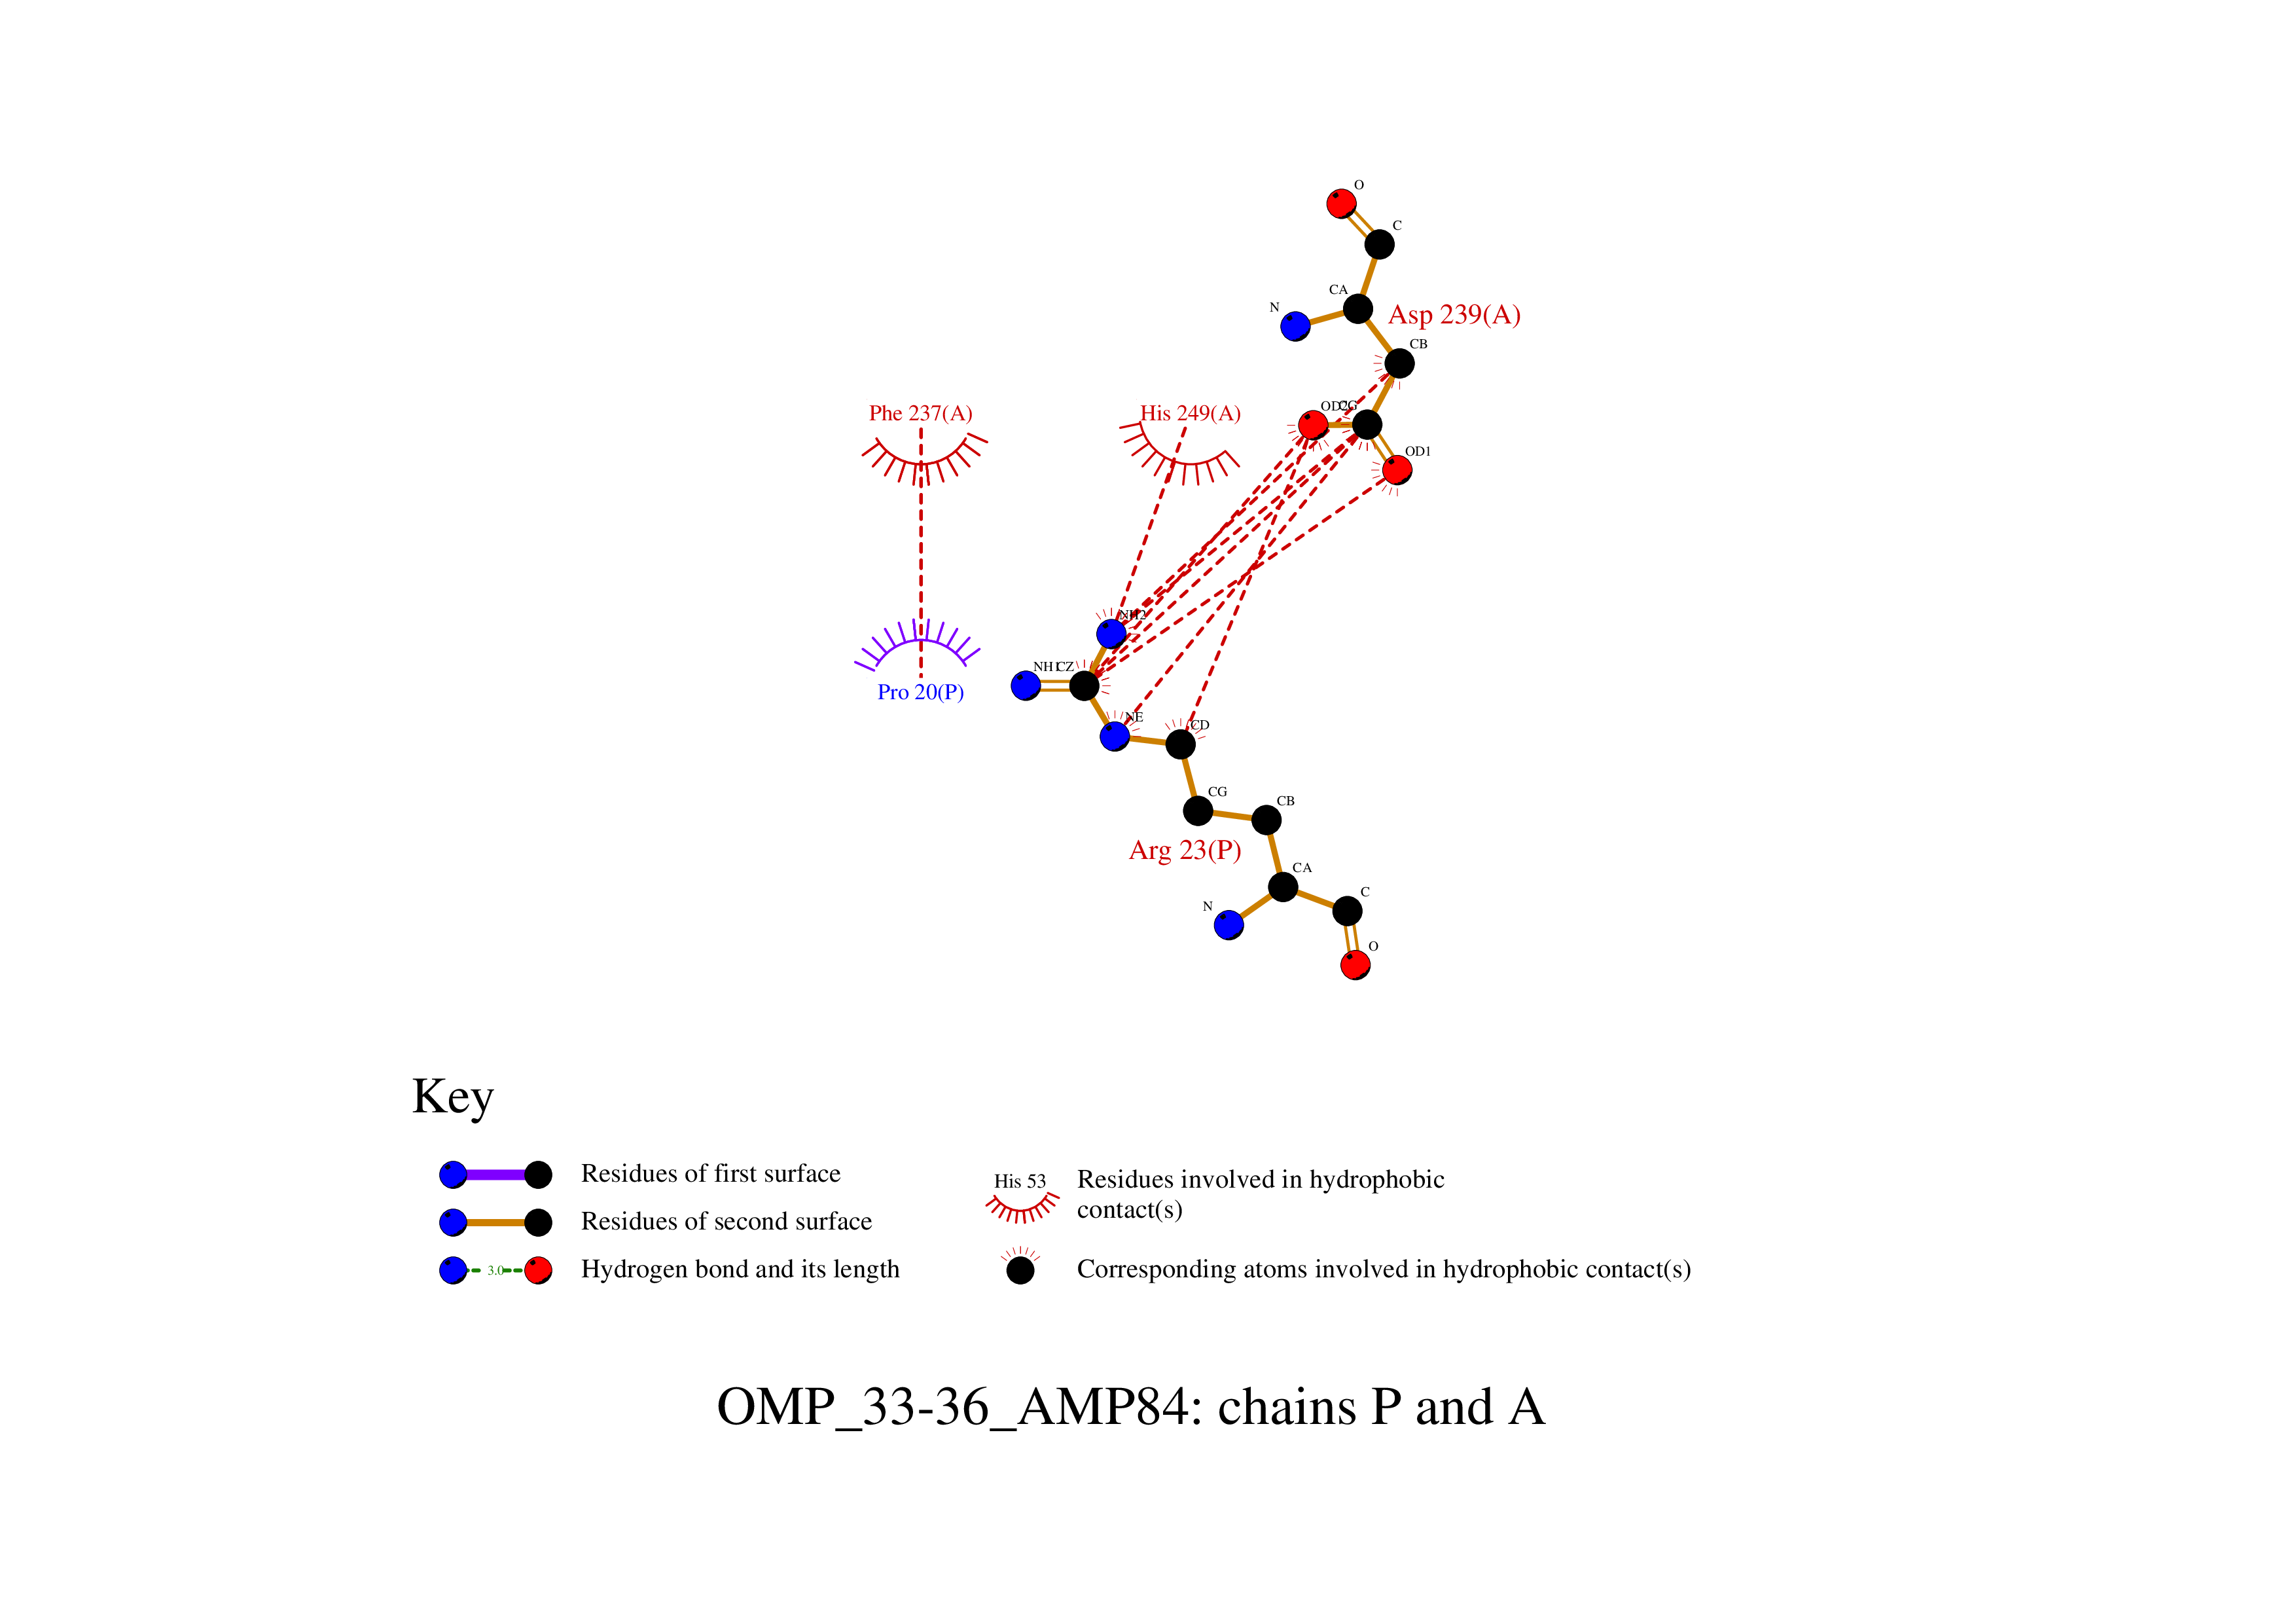 O
C
CA
N
Asp 239(A)
CB
Phe 237(A)
His 249(A)
OD2
CG
OD1
NH2
NH1
CZ
Pro 20(P)
NE
CD
CG
CB
Arg 23(P)
CA
C
N
O
Key
Residues of first surface
Residues of second surface
3.0
Hydrogen bond and its length
His 53
Residues involved in hydrophobic
contact(s)
Corresponding atoms involved in hydrophobic contact(s)
OMP_33-36_AMP84: chains P and A